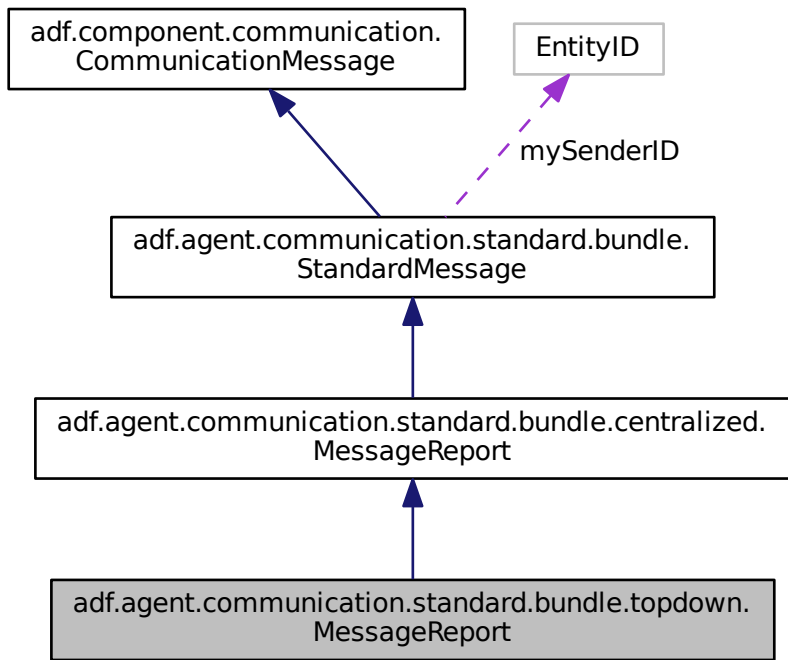 adf.component.communication.
CommunicationMessage
EntityID
mySenderID
adf.agent.communication.standard.bundle.
StandardMessage
adf.agent.communication.standard.bundle.centralized.
MessageReport
adf.agent.communication.standard.bundle.topdown.
MessageReport